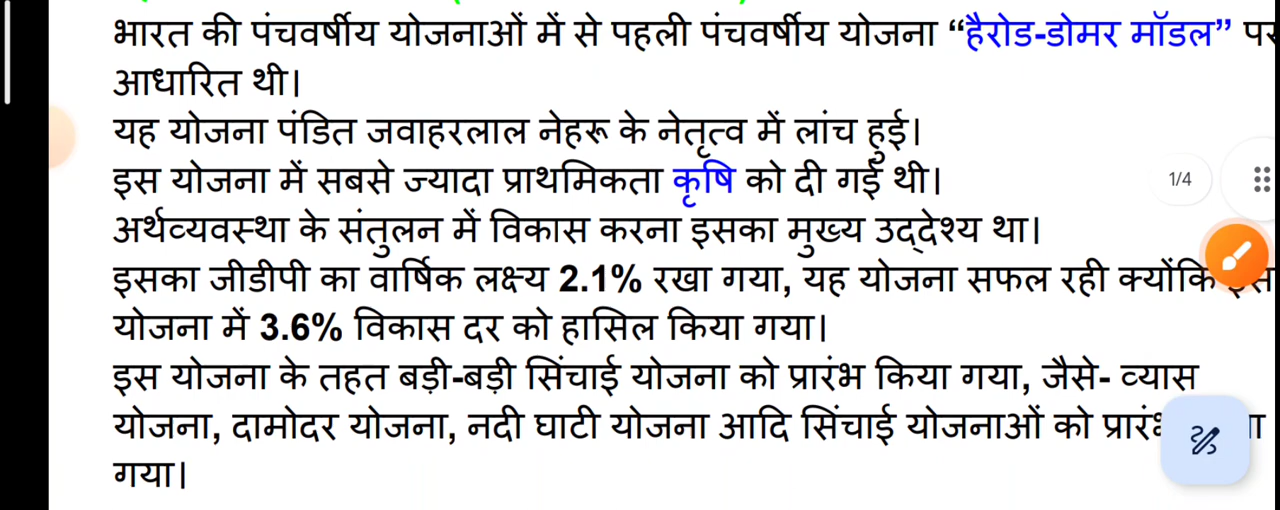 भारत की पंचवर्षीय योजनाओं में से पहली पंचवर्षीय योजना “हैरोड-डोमर मॉडल” पर
आधारित थी।
यह योजना पंडित जवाहरलाल नेहरू के नेतृत्व में लांच हुई।
इस योजना में सबसे ज्यादा प्राथमिकता कृषि को दी गई थी।
1/4
अर्थव्यवस्था के संतुलन में विकास करना इसका मुख्य उद्देश्य था।
इसका जीडीपी का वार्षिक लक्ष्य 2.1% रखा गया, यह योजना सफल रही क्योंकि इस
योजना में 3.6% विकास दर को हासिल किया गया।
इस योजना के तहत बड़ी-बड़ी सिंचाई योजना को प्रारंभ किया गया, जैसे- व्यास
योजना, दामोदर योजना, नदी घाटी योजना आदि सिंचाई योजनाओं को प्रारंभ
गया।